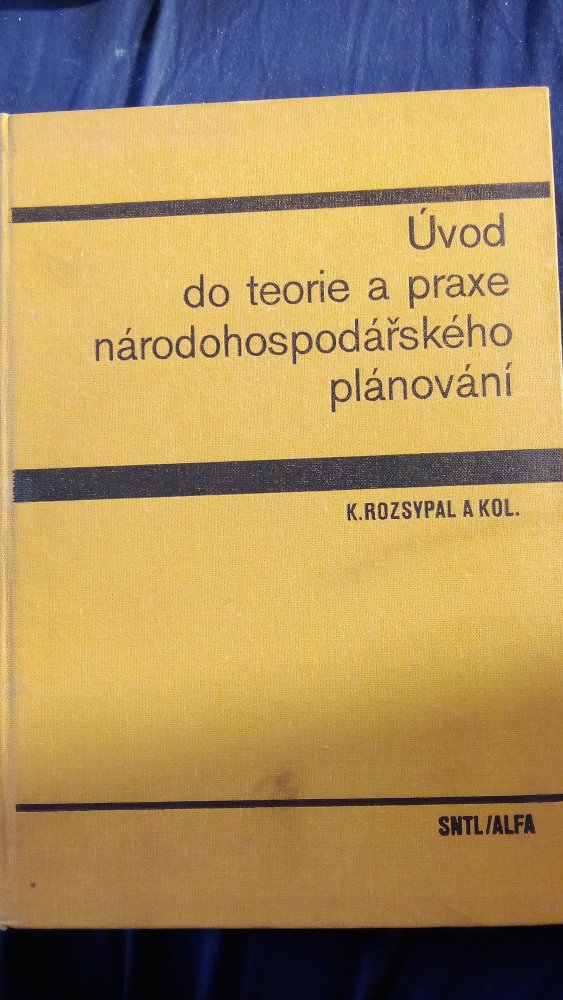 Úvod
do teorie a praxe
národohospodářského
plánování
K. ROZSYPAL A KOL.
SNTL/ALFA